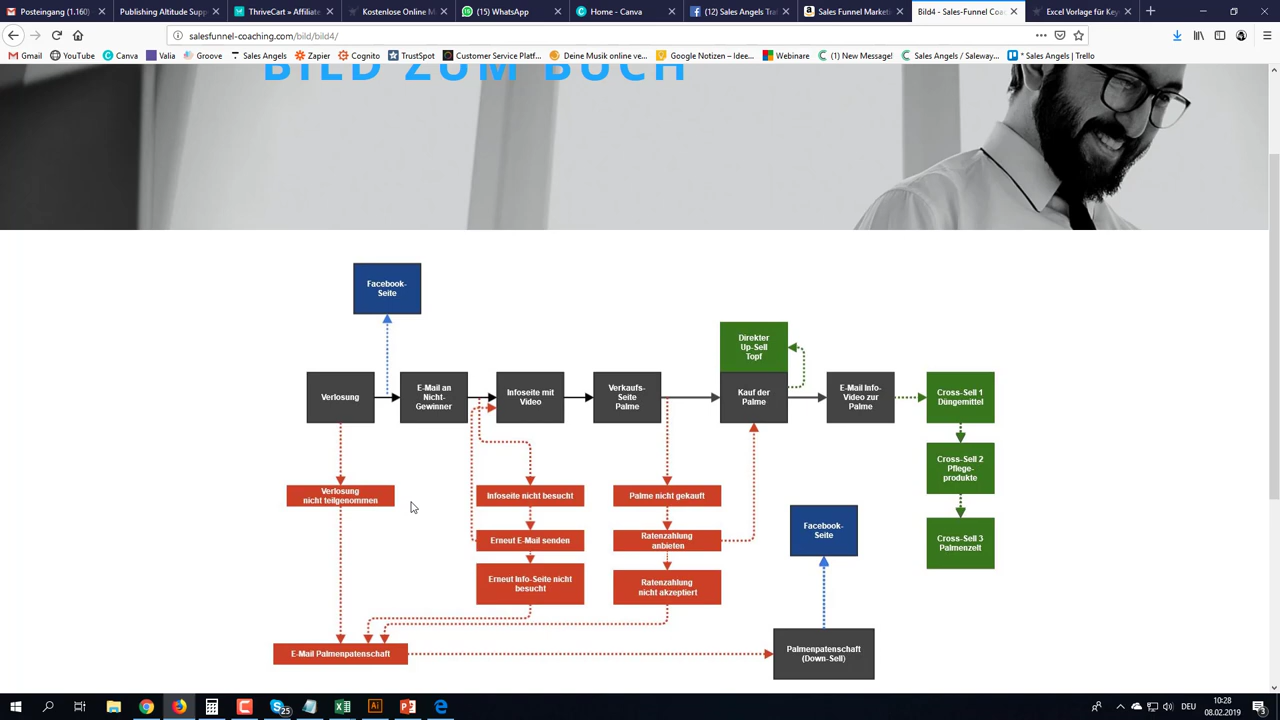 Posteingang (1.160)
Publishing Altitude Supp
ThriveCart » Affiliate
Kostenlose Online M
(15) WhatsApp
Home – Canva
(12) Sales Angels / Saleswa
Sales Funnel Marketi
Bild4 - Sales-Funnel Coa
Excel Vorlage für Key
salesfunnel-coaching.com/bild/bild4/
Gmail
YouTube
Canva
Valia
Groove
Sales Angels
Zapier
Cognito
TrustSpot
Customer Service Platf...
Deine Musik online ve...
Google Notizen – Idee...
Webinare
(1) New Message!
Sales Angels / Saleway...
* Sales Angels | Trello
BILD ZUM BUCH
Facebook-
Seite
Direkter
Up-Sell
Topf
Verlosung
E-Mail an
Nicht-
Gewinner
Infoseite mit
Video
Verkaufs-
Seite
Palme
Kauf der
Palme
E-Mail Info-
Video zur
Palme
Cross-Sell 1
Düngemittel
Cross-Sell 2
Pflege-
produkte
Verlosung
nicht teilgenommen
Infoseite nicht besucht
Palme nicht gekauft
Erneut E-Mail senden
Ratenzahlung
anbieten
Facebook-
Seite
Cross-Sell 3
Palmenzelt
Erneut Info-Seite nicht
besucht
Ratenzahlung
nicht akzeptiert
E-Mail Palmenpatenschaft
Palmenpatenschaft
(Down-Sell)
25
DEU
10:28
08.02.2019
3